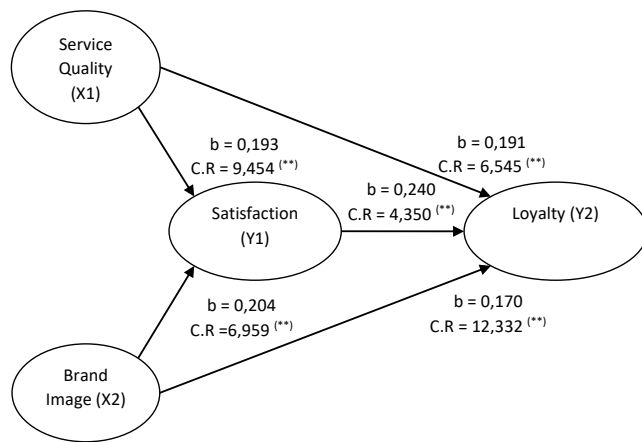 Service
Quality
(X1)
b = 0,193
C.R = 9,454 (**)
b = 0,191
C.R = 6,545 (**)
b = 0,240
C.R = 4,350 (**)
Satisfaction
(Y1)
Loyalty (Y2)
b = 0,204
C.R =6,959 (**)
b = 0,170
C.R = 12,332 (**)
Brand
Image (X2)